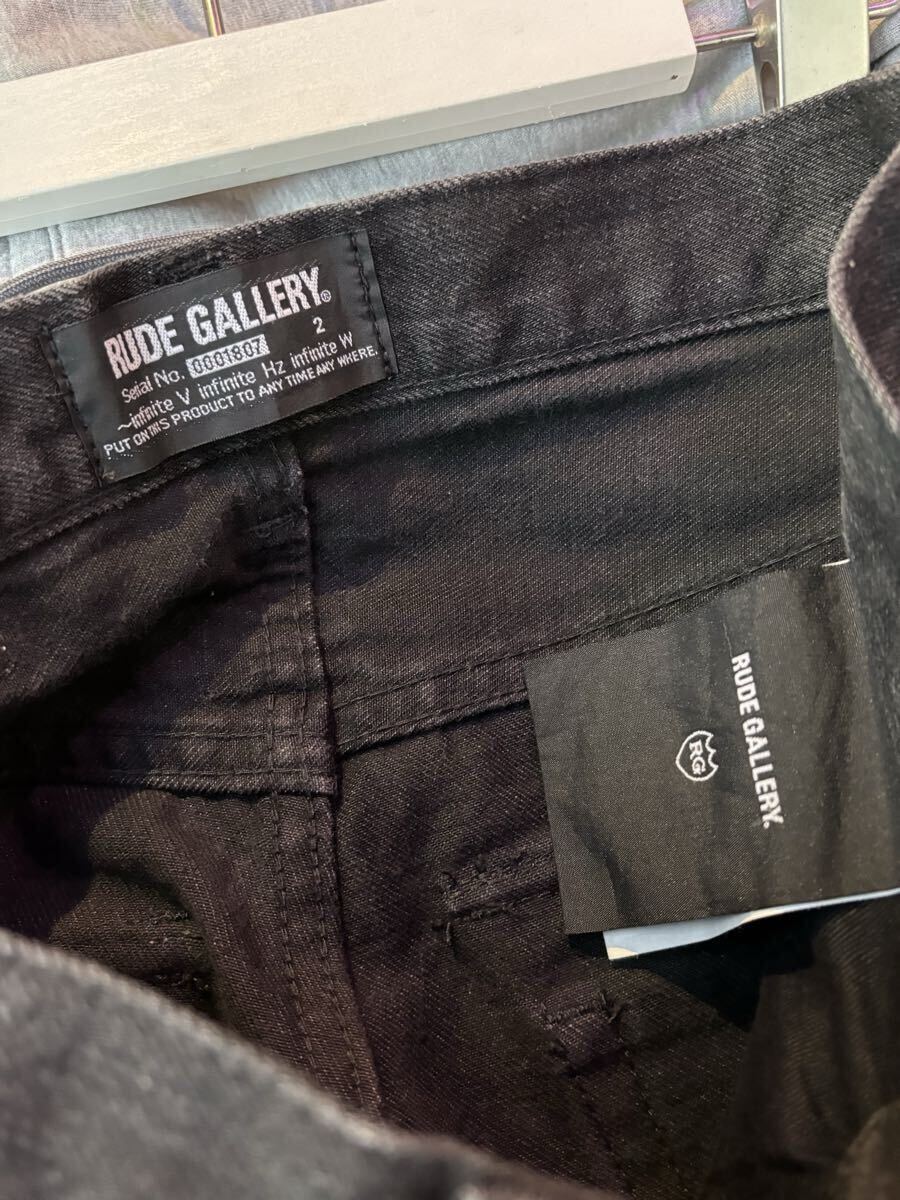 RUDE GALLERY®
2
Serial No. 0001807
~infinite V infinite Hz infinite W
PUT ON THIS PRODUCT TO ANY TIME ANY WHERE.
RUDE GALLERY.
RG